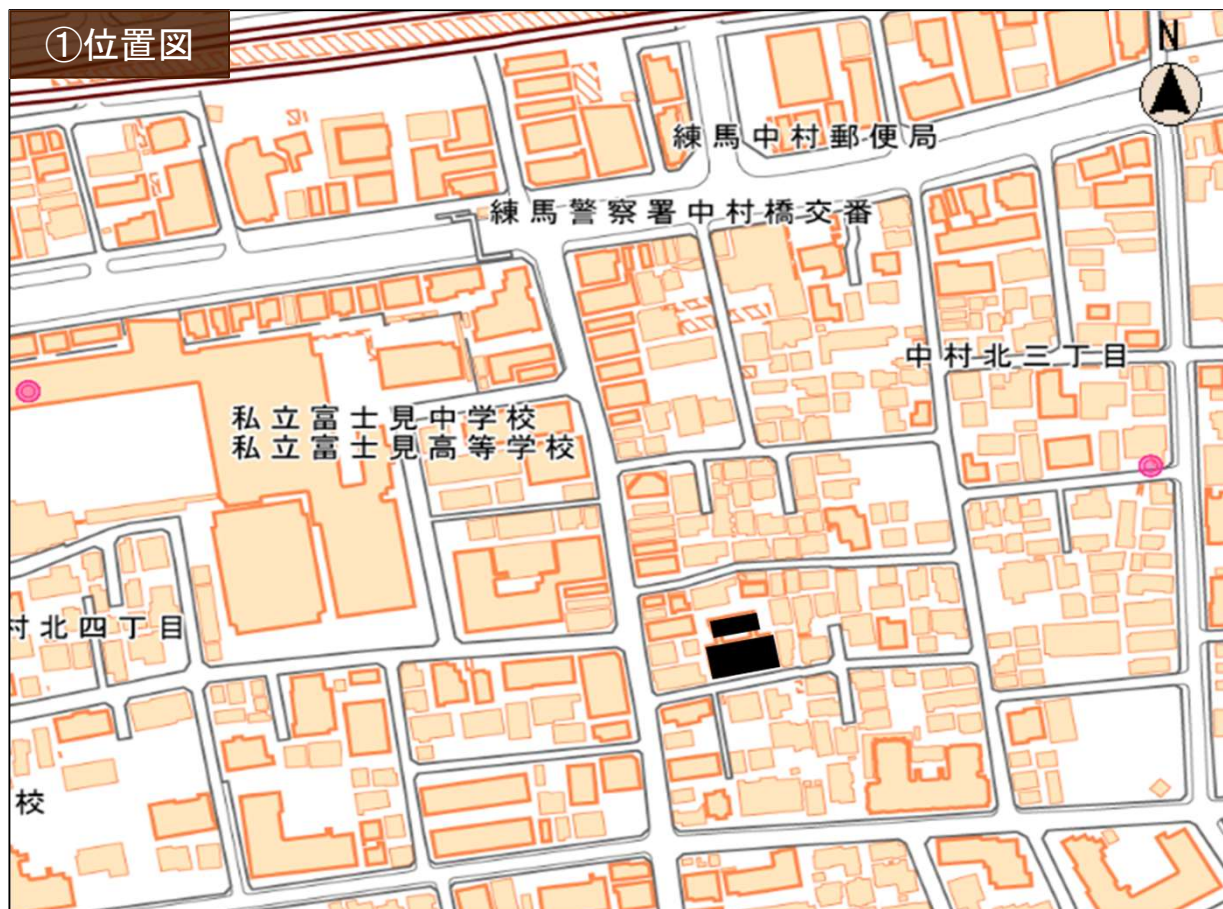 ①位置図
N
練馬中村郵便局
練馬警察署中村橋交番
中村北三丁目
私立富士見中学校
私立富士見高等学校
村北四丁目
校